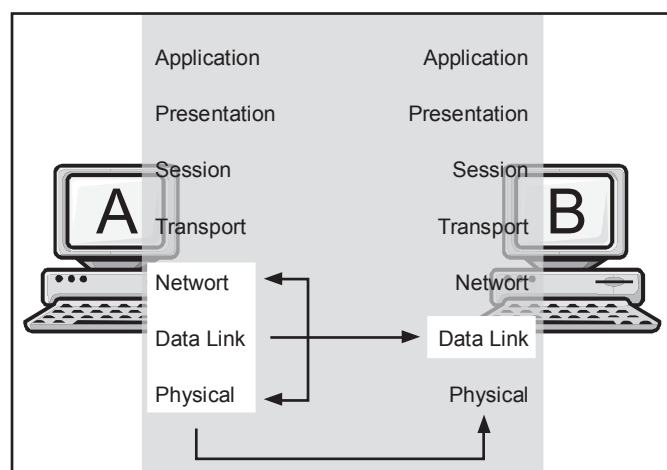 Application Application
Presentation Presentation
Session Session
A Transport Transport B
Networt Networt
Data Link Data Link
Physical Physical